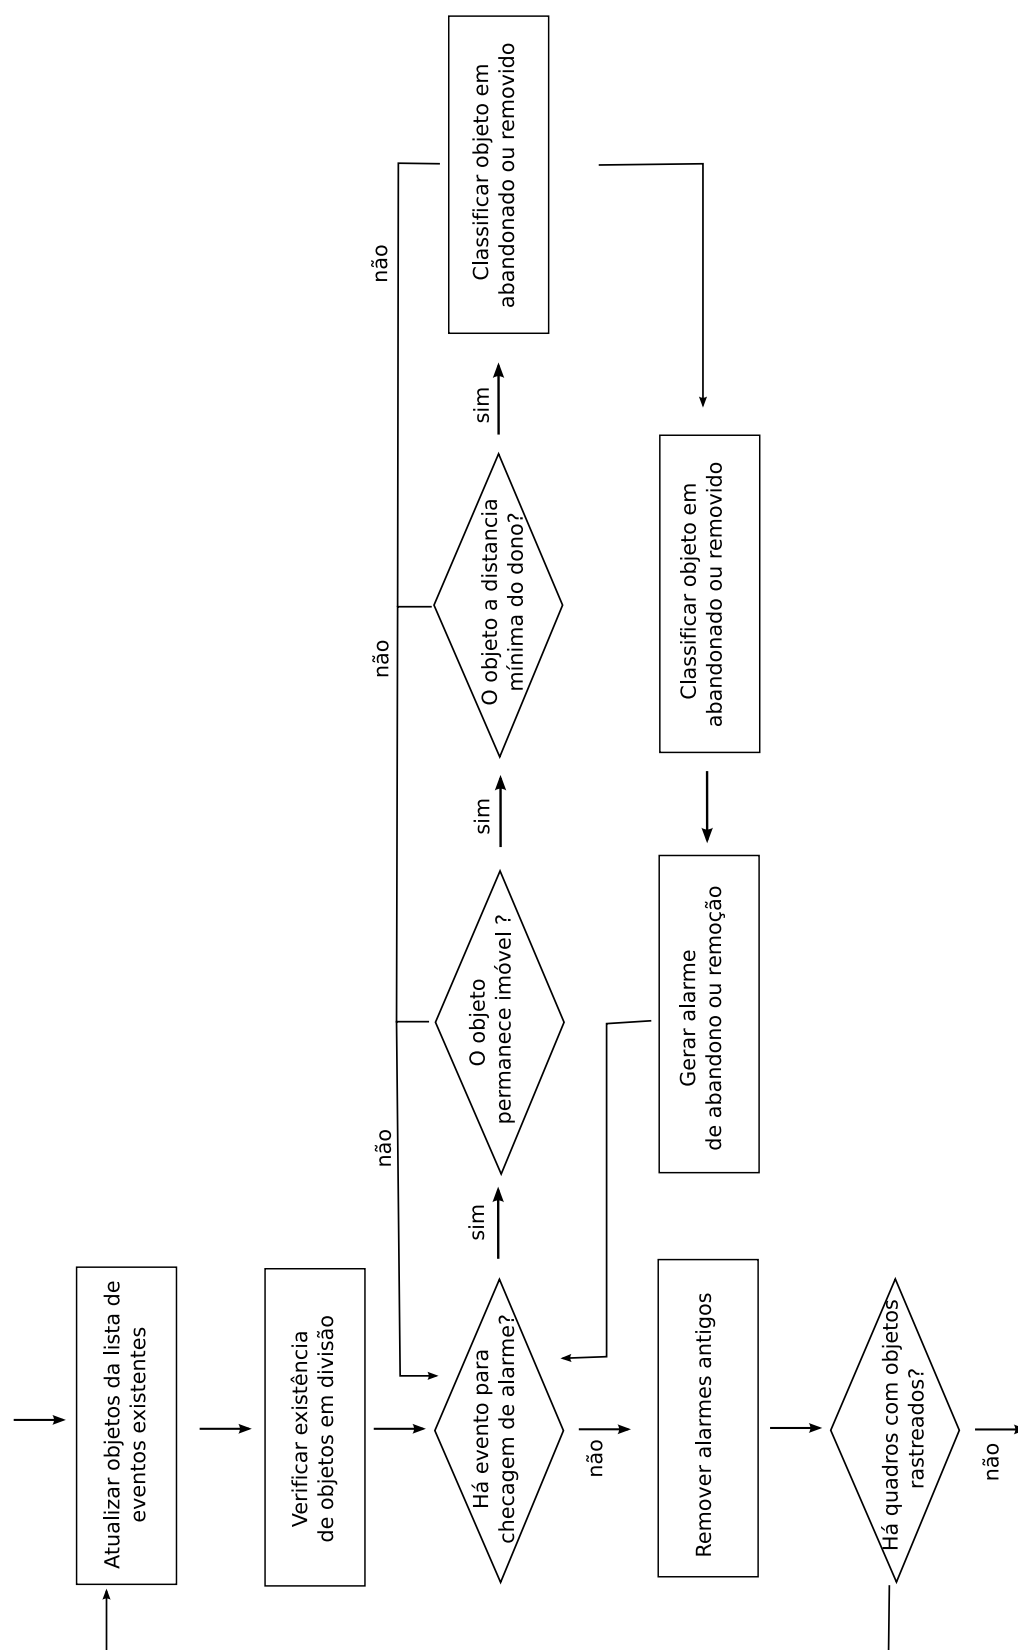 Atualizar objetos da lista de
eventos existentes
Verificar existência
de objetos em divisão
Há evento para
checagem de alarme?
sim
O objeto
permanece imóvel ?
sim
O objeto a distancia
mínima do dono?
sim
Classificar objeto em
abandonado ou removido
não
não
não
Classificar objeto em
abandonado ou removido
Gerar alarme
de abandono ou remoção
não
Remover alarmes antigos
Há quadros com objetos
rastreados?
não